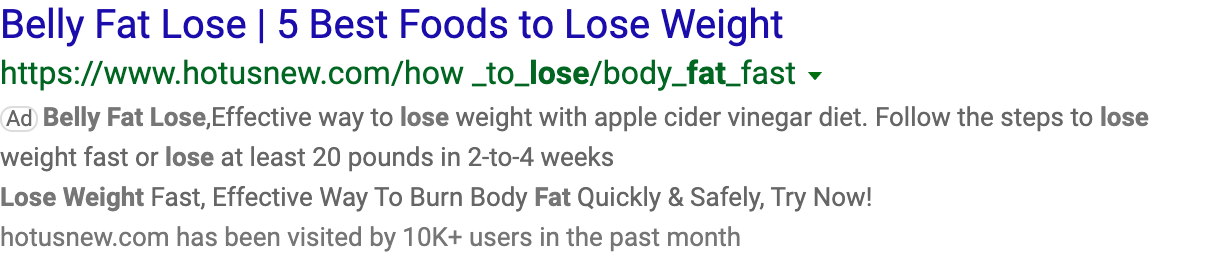 Belly Fat Lose | 5 Best Foods to Lose Weight
https://www.hotusnew.com/how _to_lose/body_fat_fast
Ad Belly Fat Lose,Effective way to lose weight with apple cider vinegar diet. Follow the steps to lose
weight fast or lose at least 20 pounds in 2-to-4 weeks
Lose Weight Fast, Effective Way To Burn Body Fat Quickly & Safely, Try Now!
hotusnew.com has been visited by 10K+ users in the past month